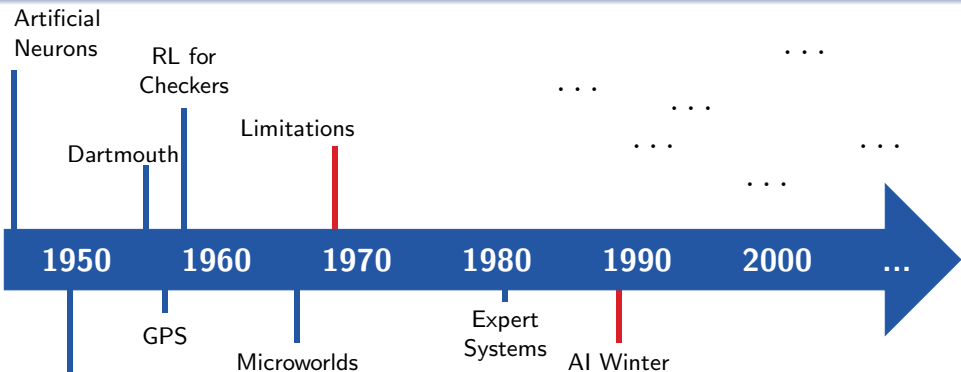 Artificial
Neurons
RL for
Checkers
Limitations
Dartmouth
. . .
. . .
. . .
. . .
. . .
. . .
1950 1960 1970 1980 1990 2000 ...
GPS
Microworlds
Expert
Systems
AI Winter